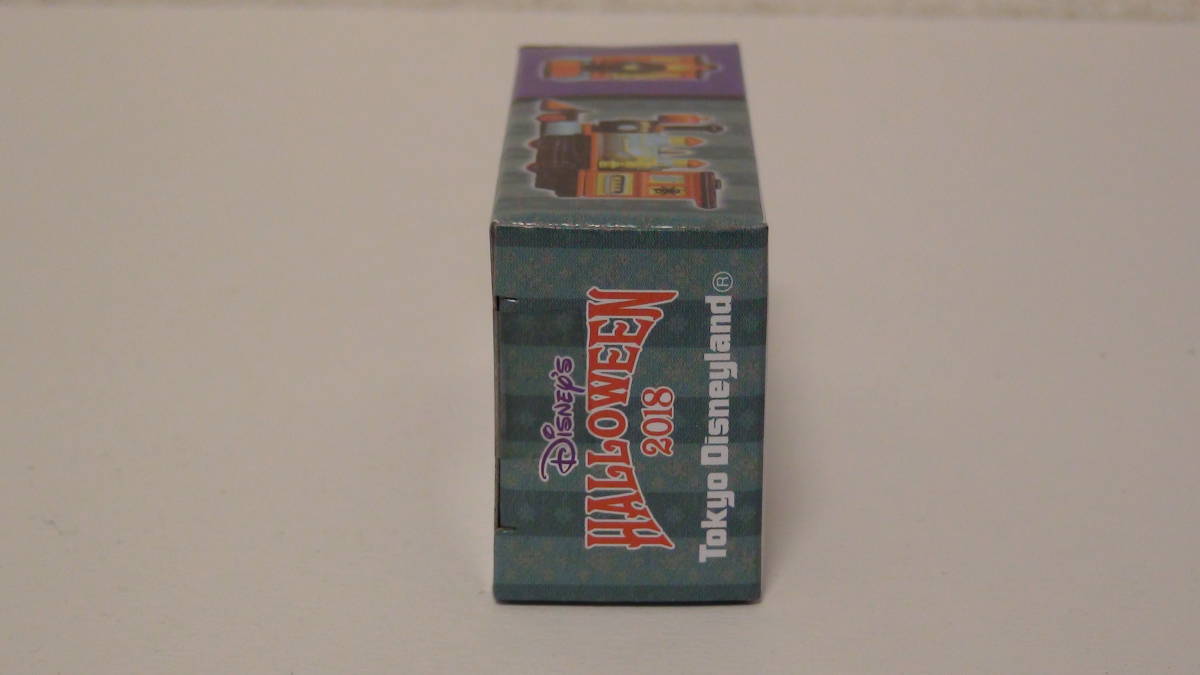 Disney's
HALLOWEEN
2018
Tokyo Disneyland®